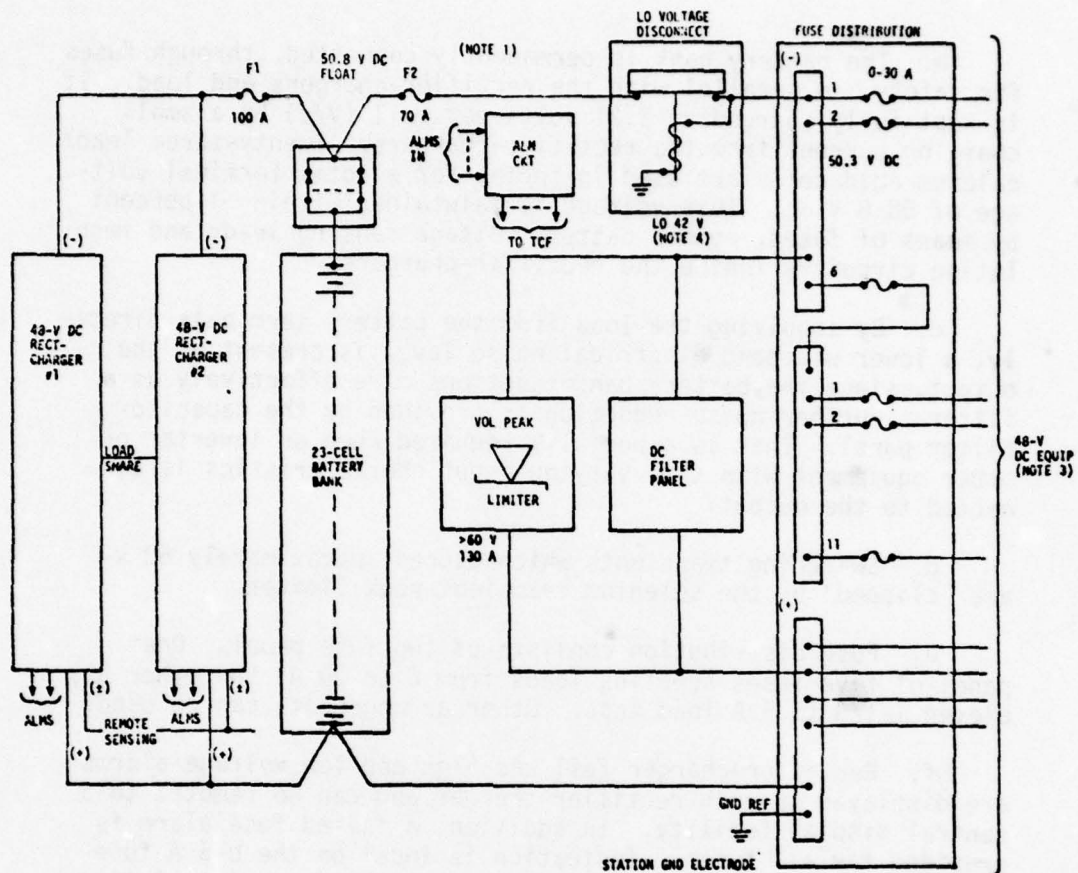 LO VOLTAGE
DISCONNECT
FUSE DISTRIBUTION
(NOTE 1)
50.8 V DC
FLOAT
F2
100 A
70 A
ALMS
IN
ALM
CKT
TO TCF
LO 42 V
(NOTE 4)
(-)
0-30 A
1
2
50.3 V DC
6
(-)
(-)
48-V DC
RECT-
CHARGER
#1
48-V DC
RECT-
CHARGER
#2
LOAD
SHARE
23-CELL
BATTERY
BANK
VOL PEAK
LIMITER
>60 V
130 A
DC
FILTER
PANEL
1
2
11
48-V
DC EQUIP
(NOTE 3)
(+)
ALMS
(±)
REMOTE
SENSING
ALMS
(±)
(+)
(+)
GND REF
STATION GND ELECTRODE